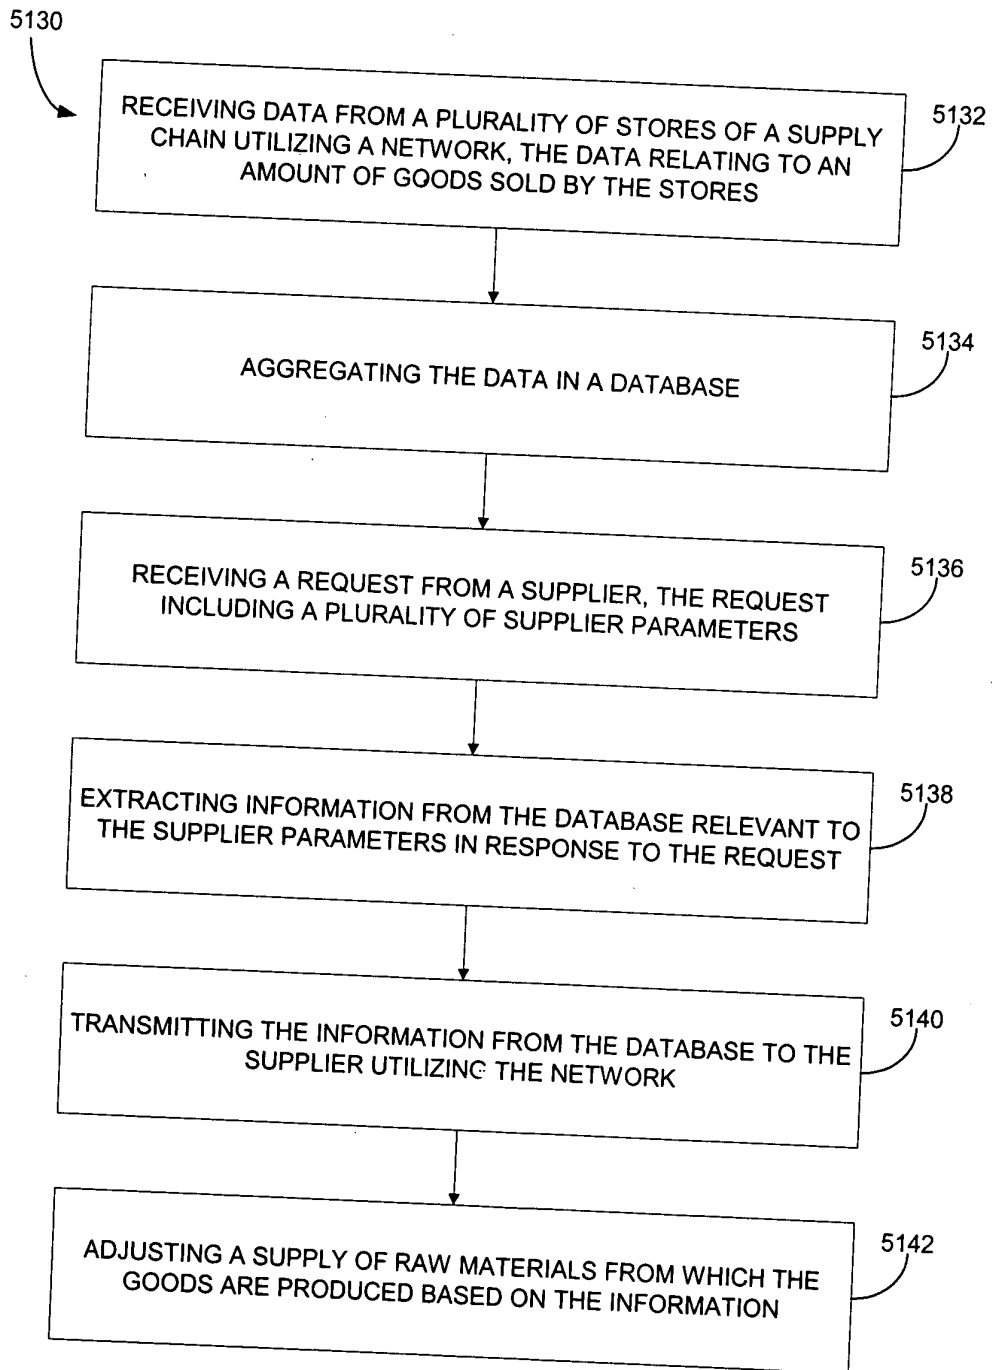 5130
RECEIVING DATA FROM A PLURALITY OF STORES OF A SUPPLY
CHAIN UTILIZING A NETWORK, THE DATA RELATING TO AN
AMOUNT OF GOODS SOLD BY THE STORES
5132
AGGREGATING THE DATA IN A DATABASE
5134
RECEIVING A REQUEST FROM A SUPPLIER, THE REQUEST
INCLUDING A PLURALITY OF SUPPLIER PARAMETERS
5136
EXTRACTING INFORMATION FROM THE DATABASE RELEVANT TO
THE SUPPLIER PARAMETERS IN RESPONSE TO THE REQUEST
5138
TRANSMITTING THE INFORMATION FROM THE DATABASE TO THE
SUPPLIER UTILIZING THE NETWORK
5140
ADJUSTING A SUPPLY OF RAW MATERIALS FROM WHICH THE
GOODS ARE PRODUCED BASED ON THE INFORMATION
5142